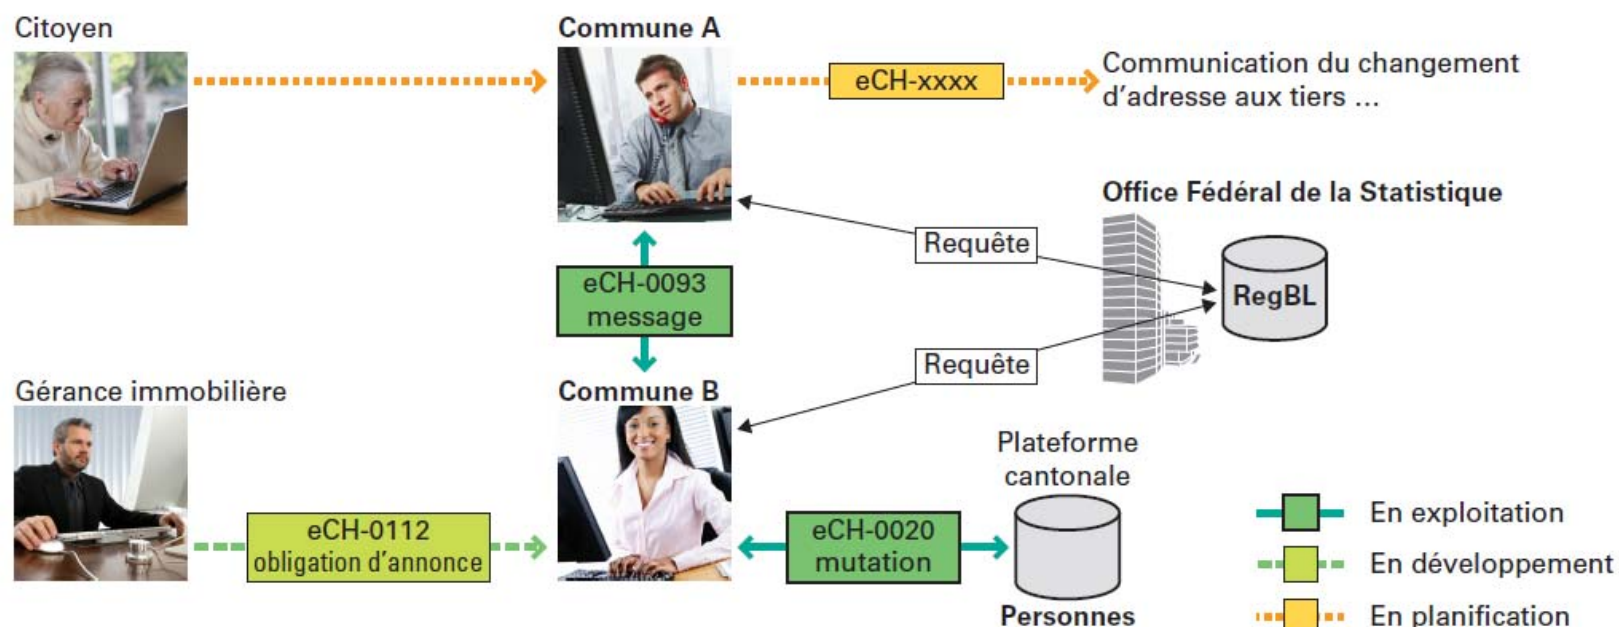 Citoyen
Commune A
eCH-xxxx
Communication du changement
d’adresse aux tiers ...
Office Fédéral de la Statistique
Requête
RegBL
eCH-0093
message
Requête
Gérance immobilière
Commune B
Plateforme
cantonale
eCH-0112
obligation d’annonce
eCH-0020
mutation
Personnes
En exploitation
En développement
En planification